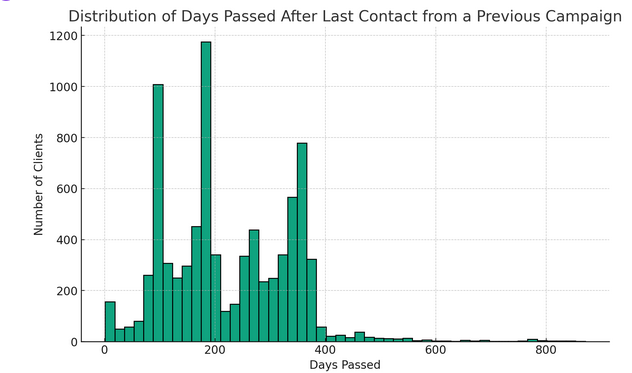 Distribution of Days Passed After Last Contact from a Previous Campaign
1200
1000
800
600
400
200
0
Number of Clients
0 200 400 600 800
Days Passed